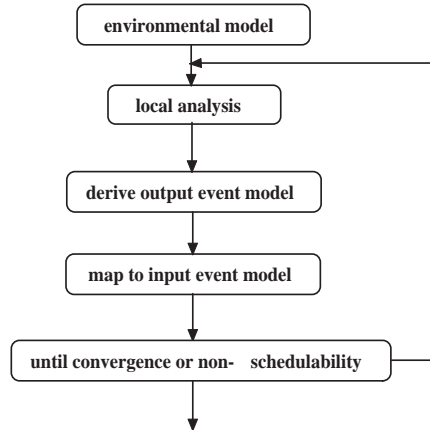 environmental model
local analysis
derive output event model
map to input event model
until convergence or non- schedulability